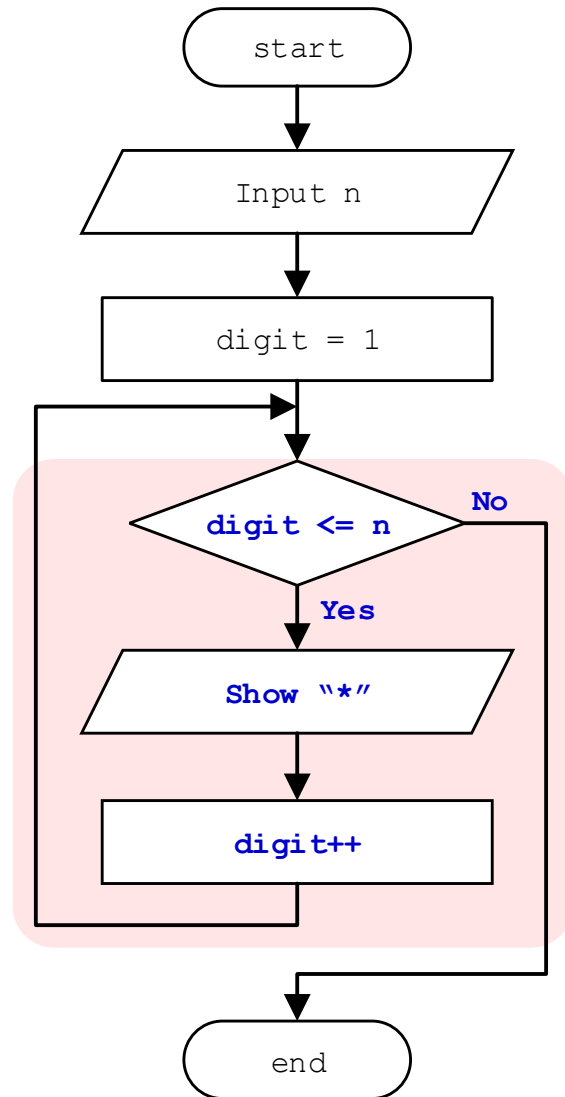 start
Input n
digit = 1
digit <= n
No
Yes
Show “*”
digit++
end